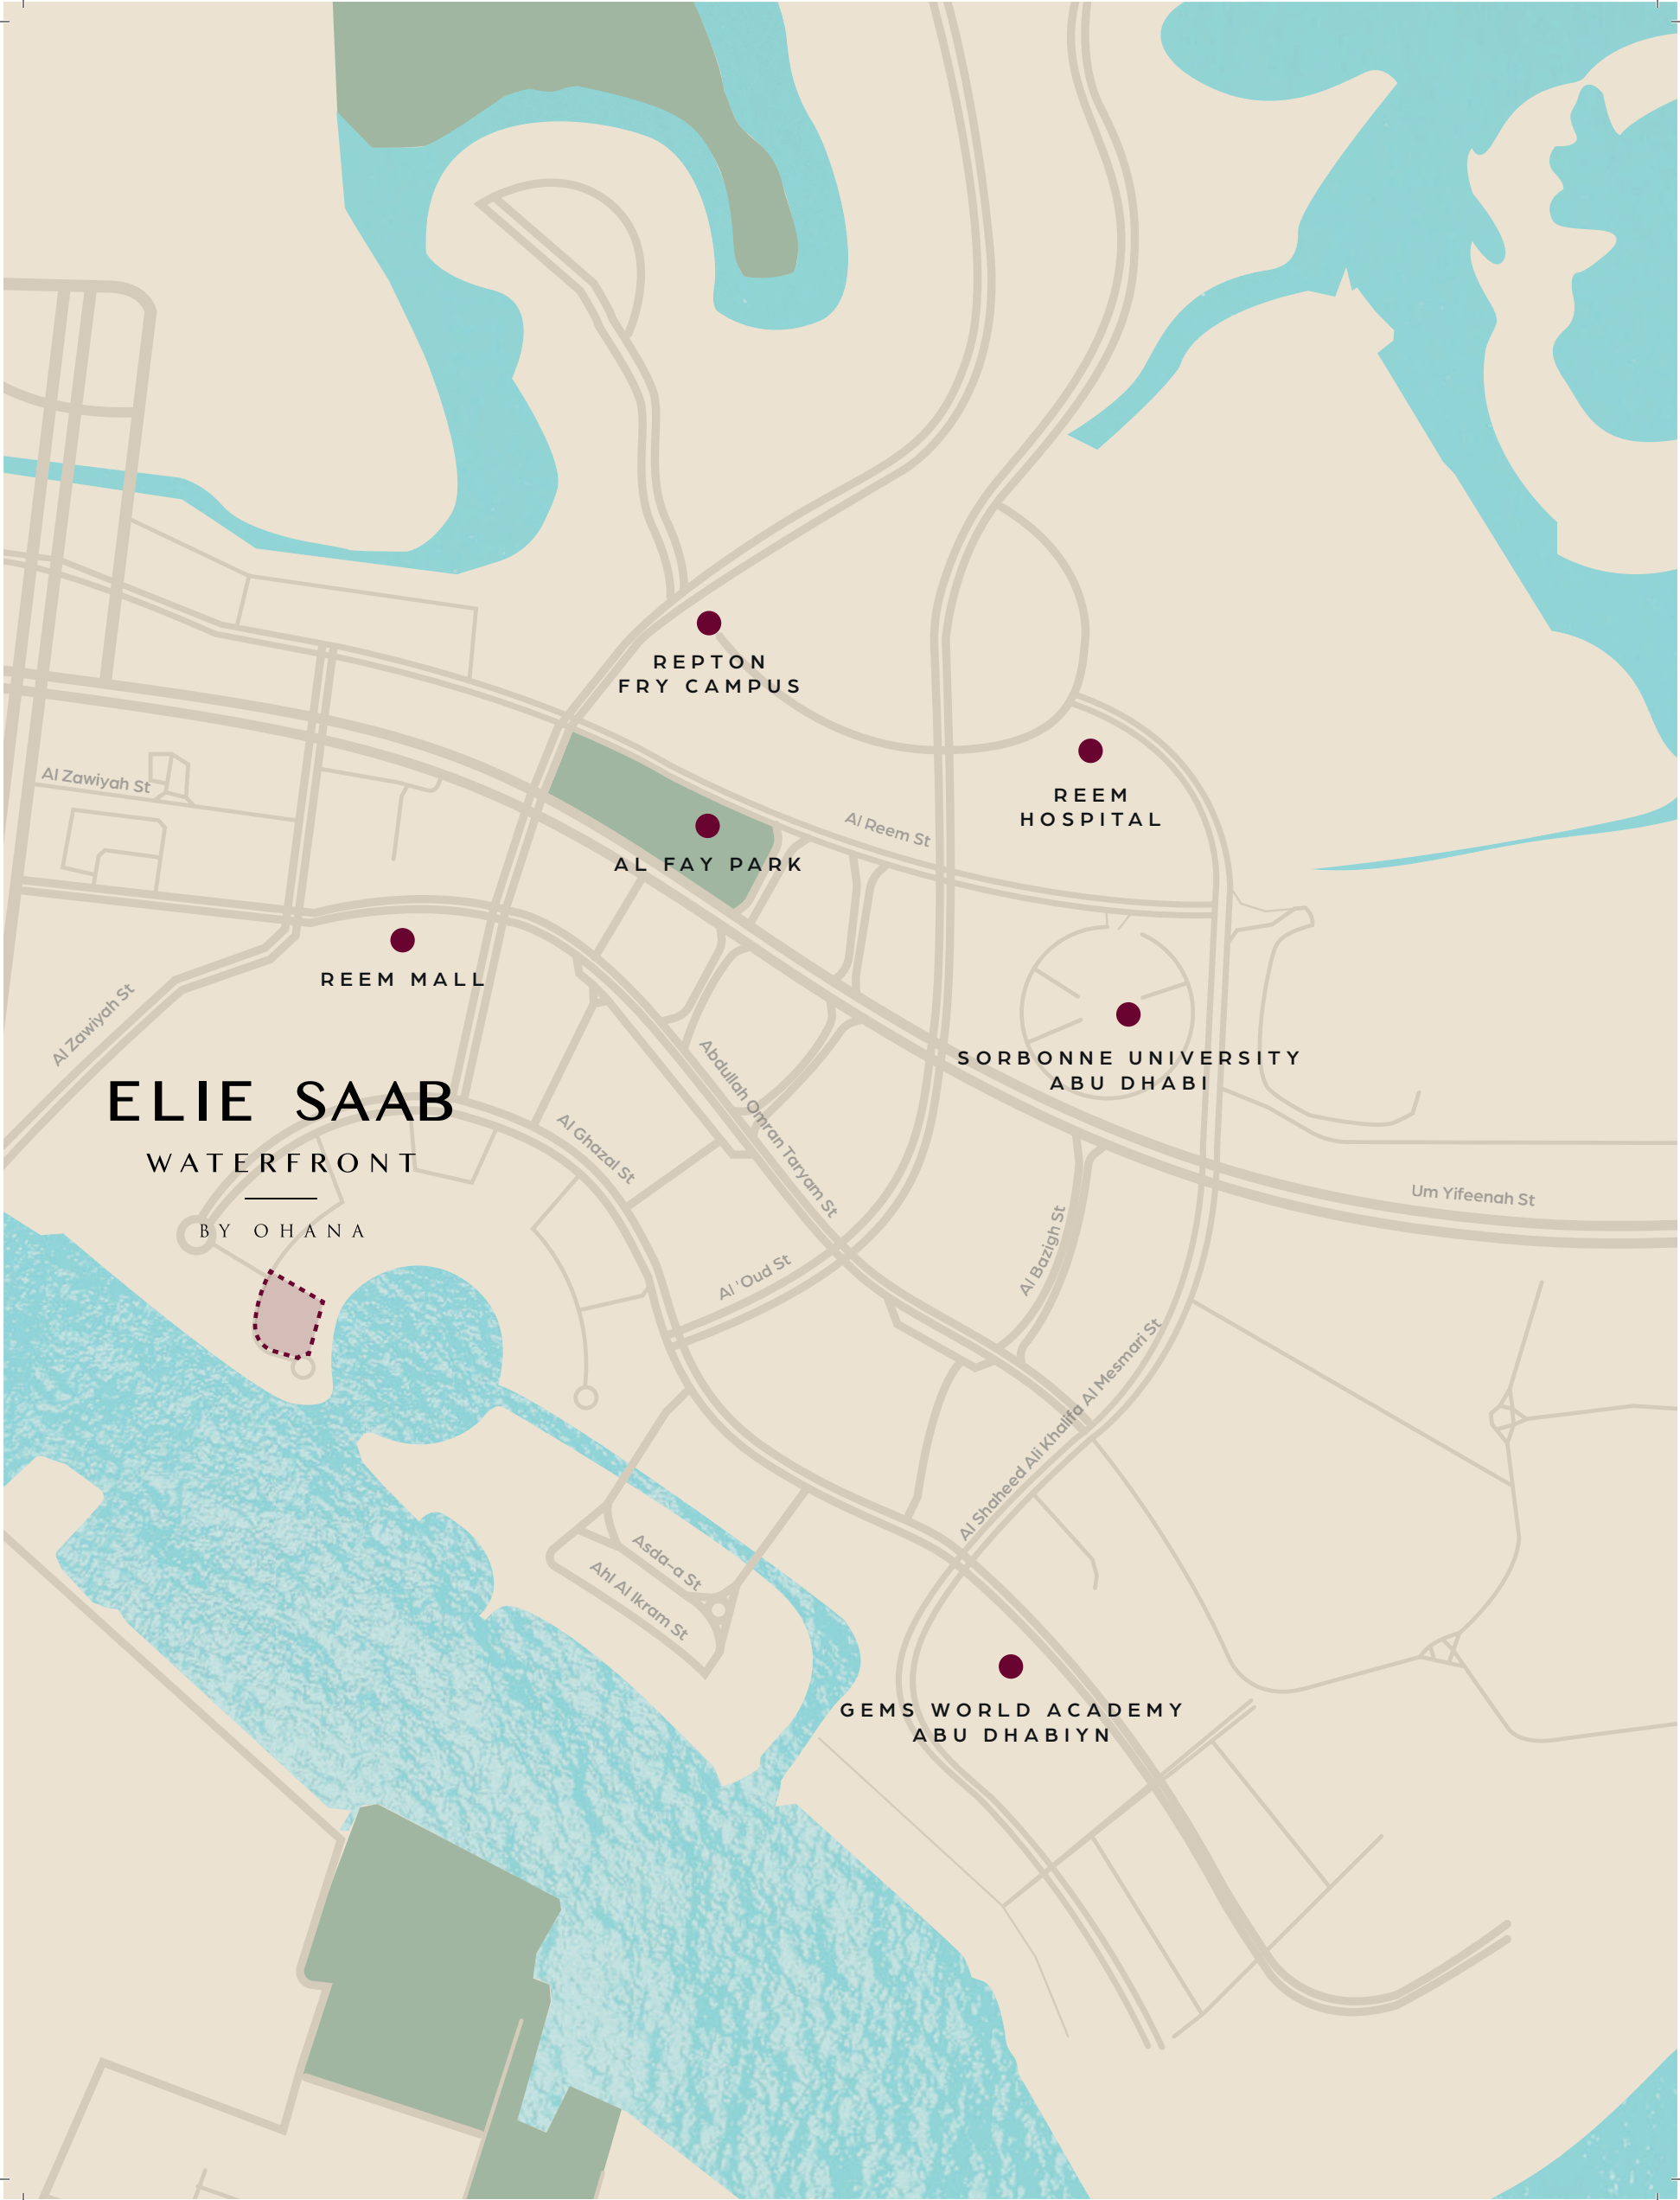 REPTON
FRY CAMPUS
Al Zawiyah St
REEM
HOSPITAL
Al Reem St
AL FAY PARK
REEM MALL
Al Zawiyah St
SORBONNE UNIVERSITY
ABU DHABI
ELIE SAAB
WATERFRONT
BY OHANA
Abdullah Omran Taryam St
Al Ghazal St
Um Yifeenah St
Al Bazigh St
Al 'Oud St
Al Shaheed Ali Khalifa Al Mesmari St
Asda-a St
Ahl Al Ikram St
GEMS WORLD ACADEMY
ABU DHABIYN